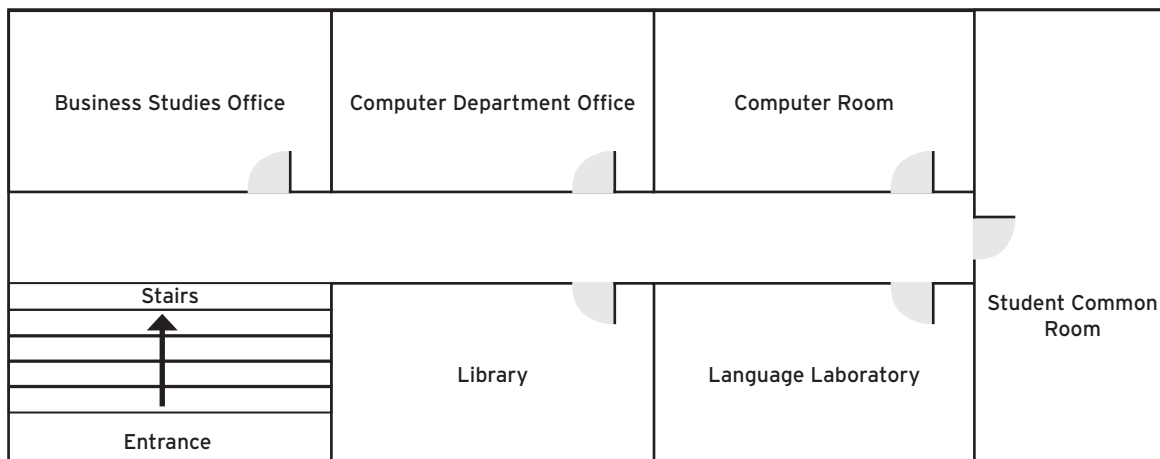 Business Studies Office
Computer Department Office
Computer Room
Stairs
Student Common
Room
Library
Language Laboratory
Entrance